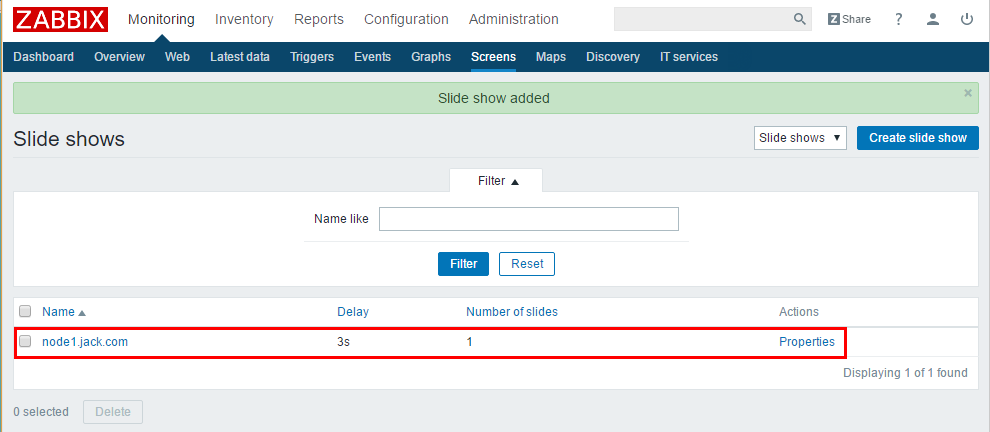 ZABBIX Monitoring Inventory Reports Configuration Administration Z Share ?
Dashboard Overview Web Latest data Triggers Events Graphs Screens Maps Discovery IT services
Slide show added ×
Slide shows Slide shows ▼ Create slide show
Filter ▲
Name like
Filter Reset
Name ▲ Delay Number of slides Actions
node1.jack.com 3s 1 Properties
Displaying 1 of 1 found
0 selected Delete